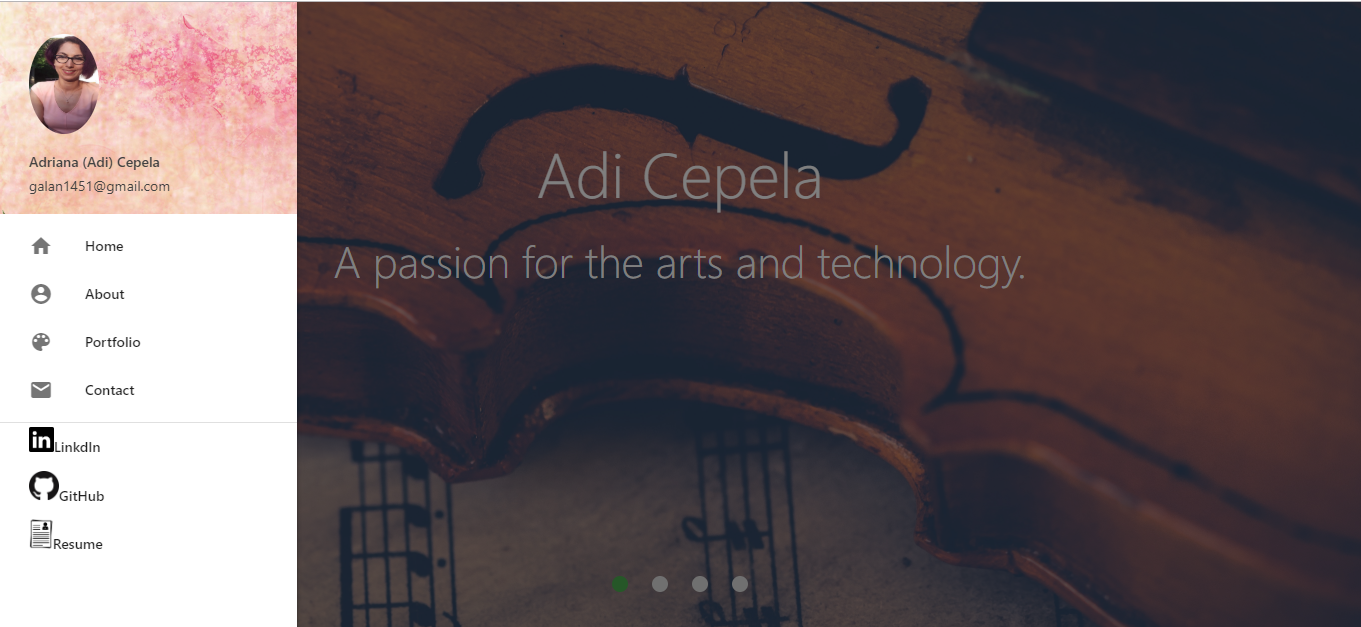 Adriana (Adi) Cepela
galan1451@gmail.com
Home
About
Portfolio
Contact
in LinkdIn
GitHub
Resume
Adi Cepela
A passion for the arts and technology.